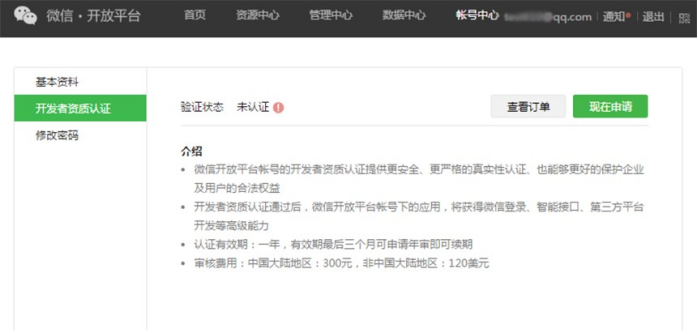 微信·开放平台 首页 资源中心 管理中心 数据中心 帐号中心 @qq.com 通知 退出
基本资料
开发者资质认证
修改密码
验证状态 未认证 ! 查看订单 现在申请
介绍
微信开放平台帐号的开发者资质认证提供更安全、更严格的真实性认证、也能够更好的保护企业
及用户的合法权益
开发者资质认证通过后，微信开放平台帐号下的应用，将获得微信登录、智能接口、第三方平台
开发等高级能力
认证有效期：一年，有效期最后三个月可申请年审即可续期
审核费用：中国大陆地区：300元，非中国大陆地区：120美元